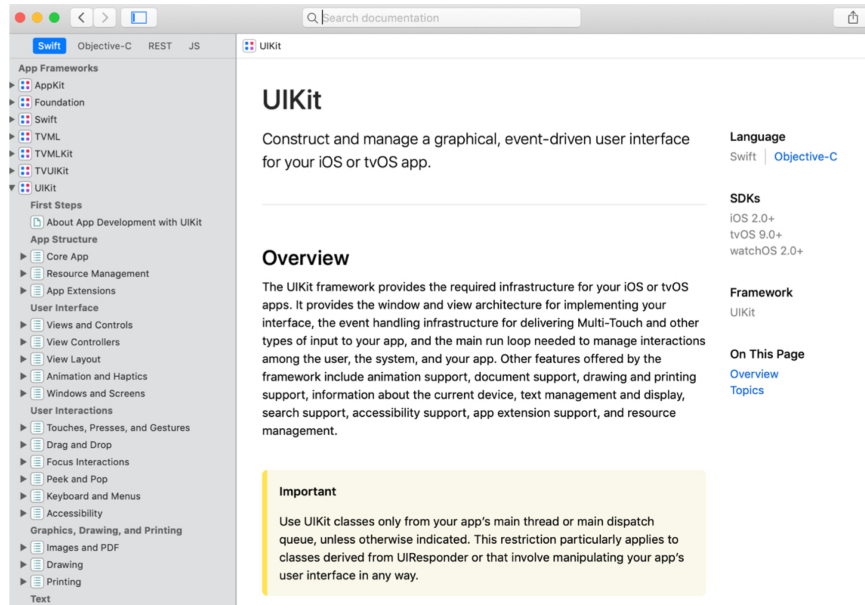 Search documentation
Swift Objective-C REST JS
UIKit
App Frameworks
AppKit
Foundation
Swift
TVML
TVMLKit
TVUIKit
UIKit
First Steps
About App Development with UIKit
App Structure
Core App
Resource Management
App Extensions
User Interface
Views and Controls
View Controllers
View Layout
Animation and Haptics
Windows and Screens
User Interactions
Touches, Presses, and Gestures
Drag and Drop
Focus Interactions
Peek and Pop
Keyboard and Menus
Accessibility
Graphics, Drawing, and Printing
Images and PDF
Drawing
Printing
Text
UIKit
Construct and manage a graphical, event-driven user interface
for your iOS or tvOS app.
Overview
The UIKit framework provides the required infrastructure for your iOS or tvOS
apps. It provides the window and view architecture for implementing your
interface, the event handling infrastructure for delivering Multi-Touch and other
types of input to your app, and the main run loop needed to manage interactions
among the user, the system, and your app. Other features offered by the
framework include animation support, document support, drawing and printing
support, information about the current device, text management and display,
search support, accessibility support, app extension support, and resource
management.
Important
Use UIKit classes only from your app's main thread or main dispatch
queue, unless otherwise indicated. This restriction particularly applies to
classes derived from UIResponder or that involve manipulating your app's
user interface in any way.
Language
Swift Objective-C
SDKs
iOS 2.0+
tvOS 9.0+
watchOS 2.0+
Framework
UIKit
On This Page
Overview
Topics